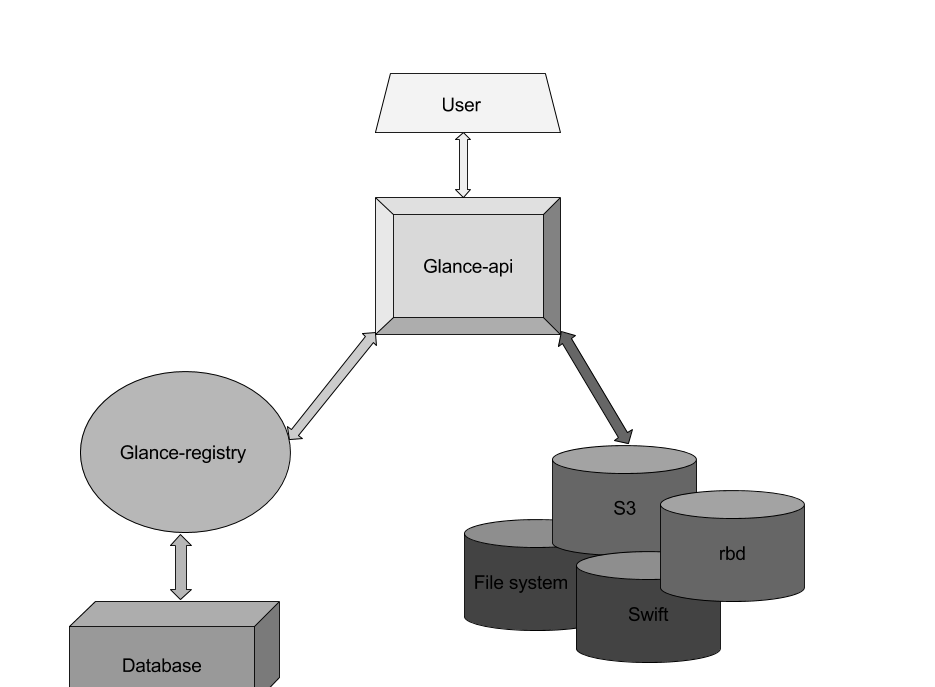 User
Glance-api
Glance-registry
S3
rbd
File system
Swift
Database